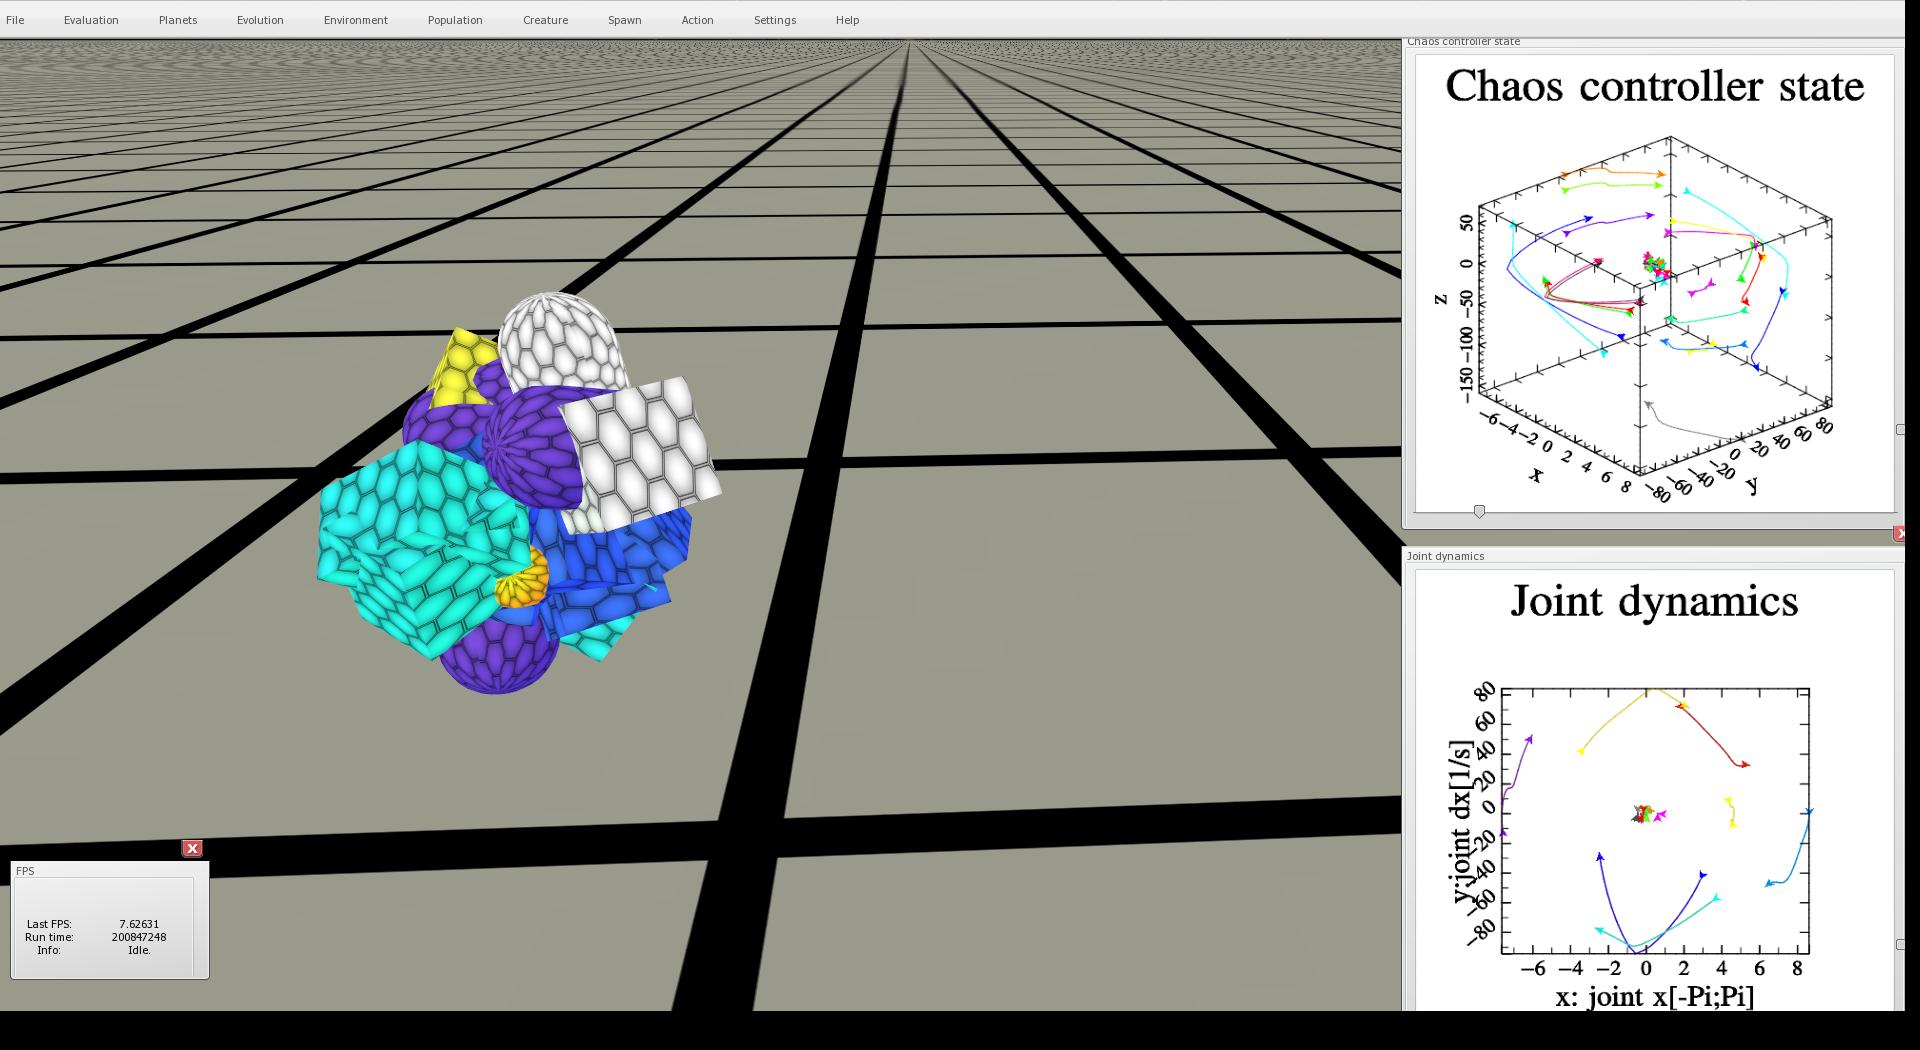 File Evaluation Planets Evolution Environment Population Creature Spawn Action Settings Help
Chaos controller state
Chaos controller state
50
0
−50
−100
−150
z
−6 −4 −2 0 2 4 6 8
x
−80 −60 −40 −20 0 20 40 60 80
y
X
Joint dynamics
Joint dynamics
80
60
40
20
0
−20
−40
−60
−80
y:joint dx[1/s]
−6 −4 −2 0 2 4 6 8
x: joint x[-Pi;Pi]
X
FPS
Last FPS: 7.62631
Run time: 200847248
Info: Idle.